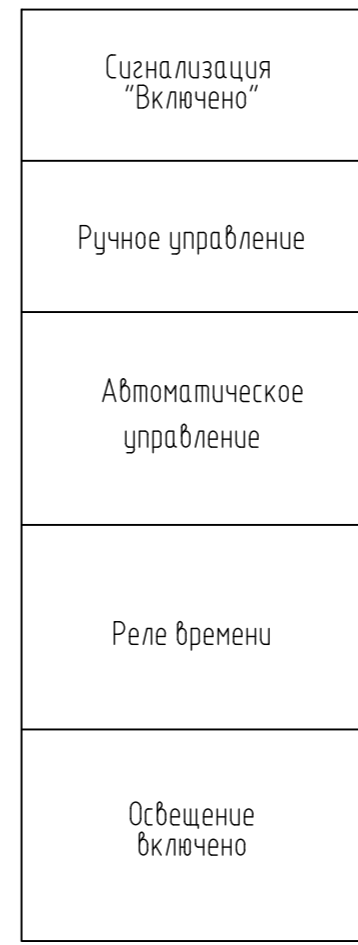 Сигнализация
"Включено"
Ручное управление
Автоматическое
управление
Реле времени
Освещение
включено